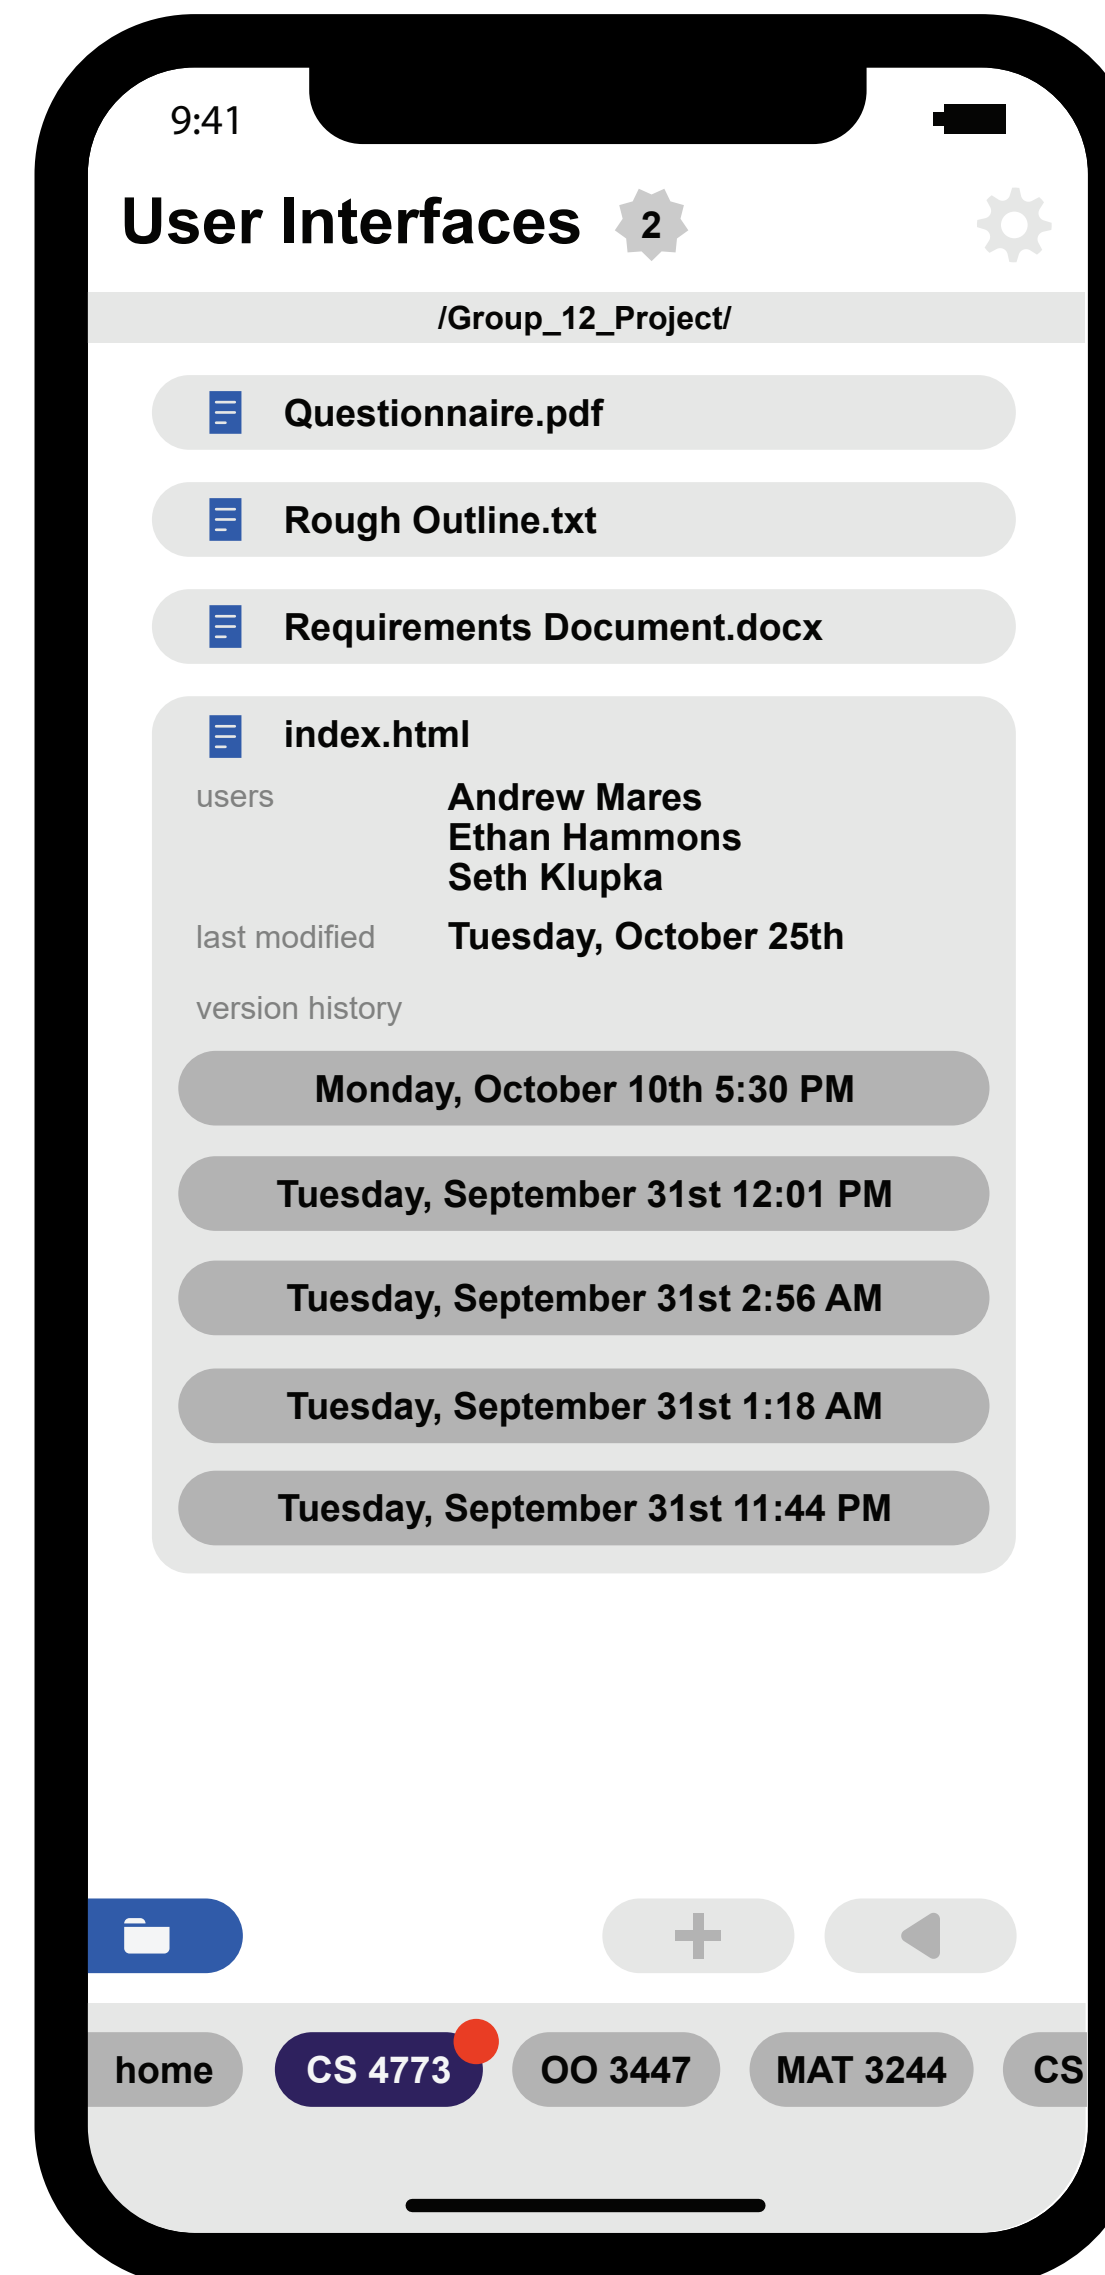 9:41
User Interfaces 2
/Group_12_Project/
Questionnaire.pdf
Rough Outline.txt
Requirements Document.docx
index.html
users Andrew Mares
Ethan Hammons
Seth Klupka
last modified Tuesday, October 25th
version history
Monday, October 10th 5:30 PM
Tuesday, September 31st 12:01 PM
Tuesday, September 31st 2:56 AM
Tuesday, September 31st 1:18 AM
Tuesday, September 31st 11:44 PM
home CS 4773 OO 3447 MAT 3244 CS